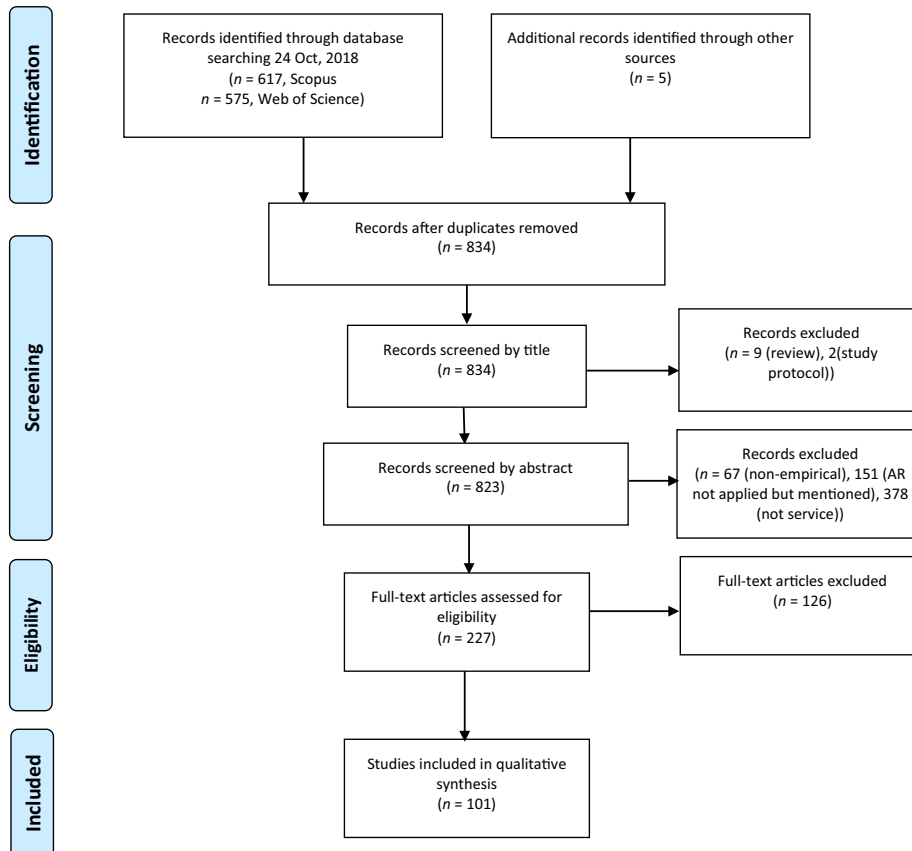 Identification
Records identified through database
searching 24 Oct, 2018
(n = 617, Scopus
n = 575, Web of Science)
Additional records identified through other
sources
(n = 5)
Records after duplicates removed
(n = 834)
Screening
Records screened by title
(n = 834)
Records excluded
(n = 9 (review), 2(study
protocol))
Records screened by abstract
(n = 823)
Records excluded
(n = 67 (non-empirical), 151 (AR
not applied but mentioned), 378
(not service))
Eligibility
Full-text articles assessed for
eligibility
(n = 227)
Full-text articles excluded
(n = 126)
Included
Studies included in qualitative
synthesis
(n = 101)